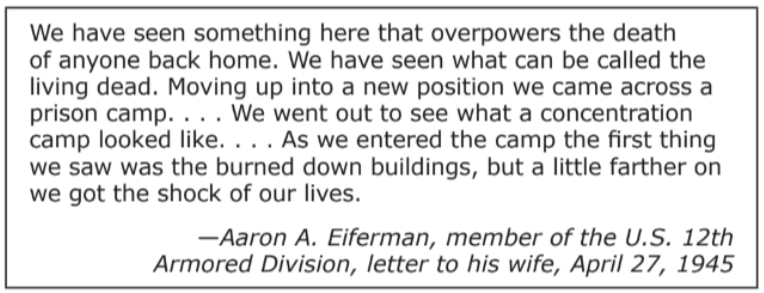 We have seen something here that overpowers the death
of anyone back home. We have seen what can be called the
living dead. Moving up into a new position we came across a
prison camp. . . . We went out to see what a concentration
camp looked like. . . . As we entered the camp the first thing
we saw was the burned down buildings, but a little farther on
we got the shock of our lives.
—Aaron A. Eiferman, member of the U.S. 12th
Armored Division, letter to his wife, April 27, 1945